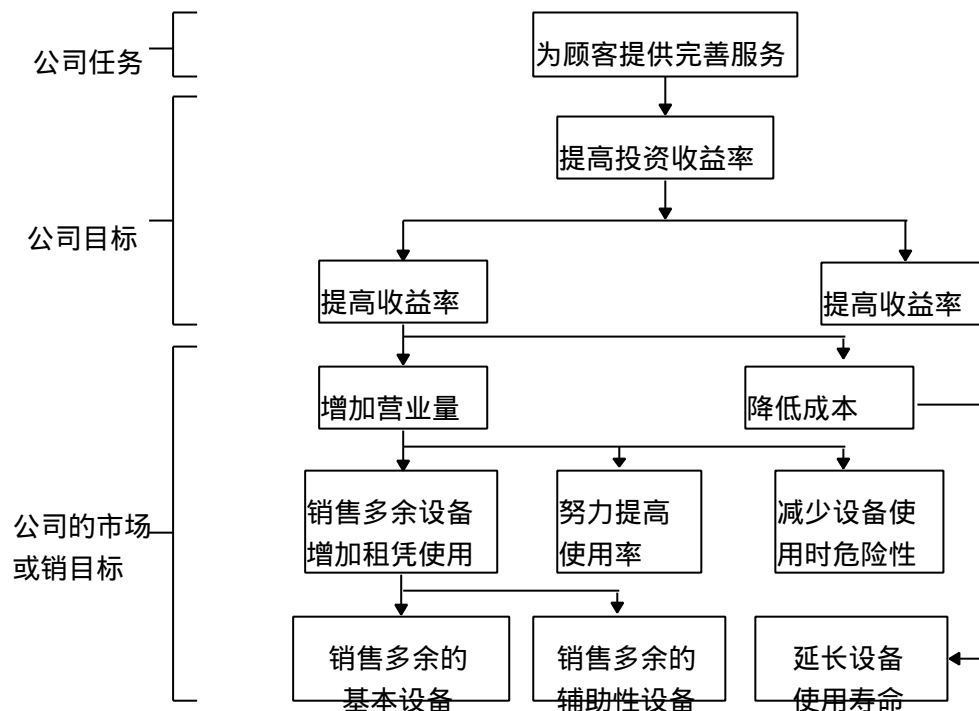 公司任务
为顾客提供完善服务
提高投资收益率
公司目标
提高收益率
提高收益率
增加营业量
降低成本
公司的市场
或销目标
销售多余设备
增加租凭使用
努力提高
使用率
减少设备使
用时危险性
销售多余的
基本设备
销售多余的
辅助性设备
延长设备
使用寿命